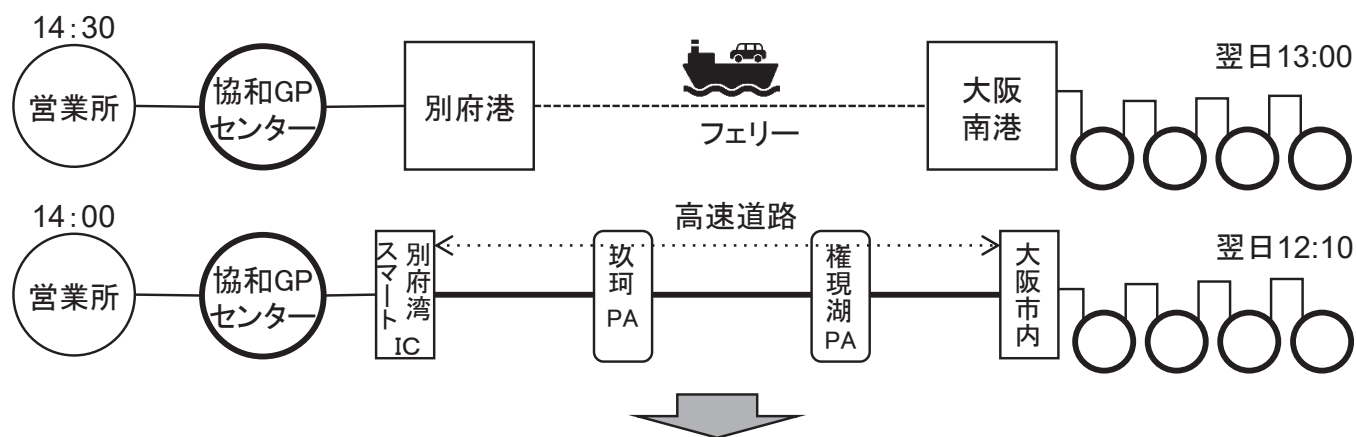 14：30
営業所
協和GP
センター
別府港
フェリー
大阪
南港
翌日13:00
14：00
営業所
協和GP
センター
別府湾
スマート
IC
高速道路
玖珂
PA
権現湖
PA
大阪市内
翌日12:10